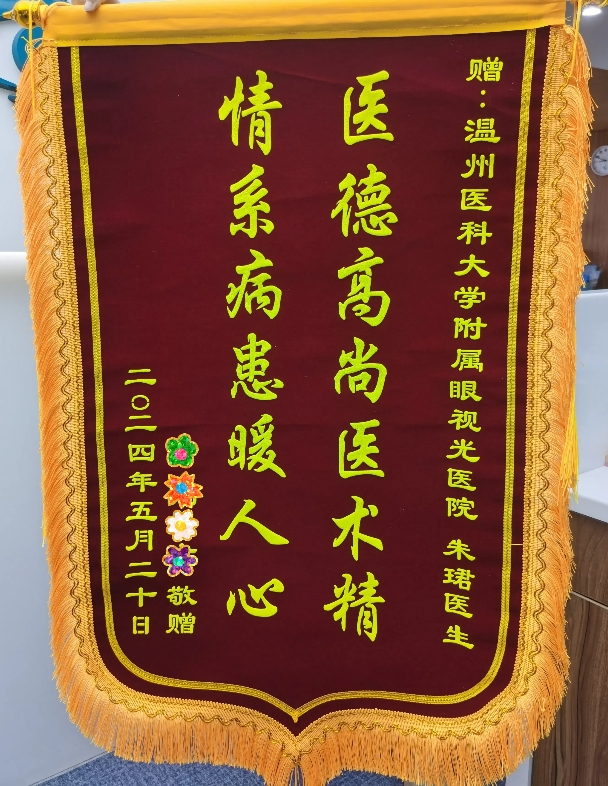 赠：温州医科大学附属眼视光医院 朱珺医生
医德高尚医术精
情系病患暖人心
敬赠
二〇二四年五月二十日